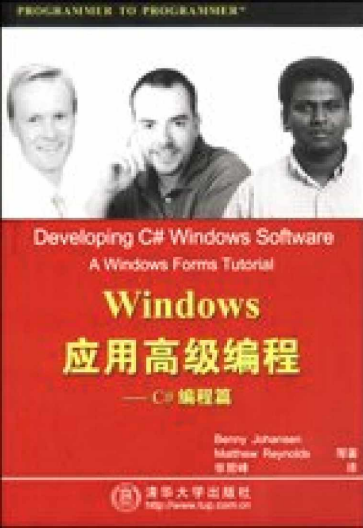 PROGRAMMER TO PROGRAMMER™
Developing C# Windows Software
A Windows Forms Tutorial
Windows
应用高级编程
—— C# 编程篇
Benny Johansen
Matthew Reynolds 等著
译
清华大学出版社
http://www.tup.com.cn